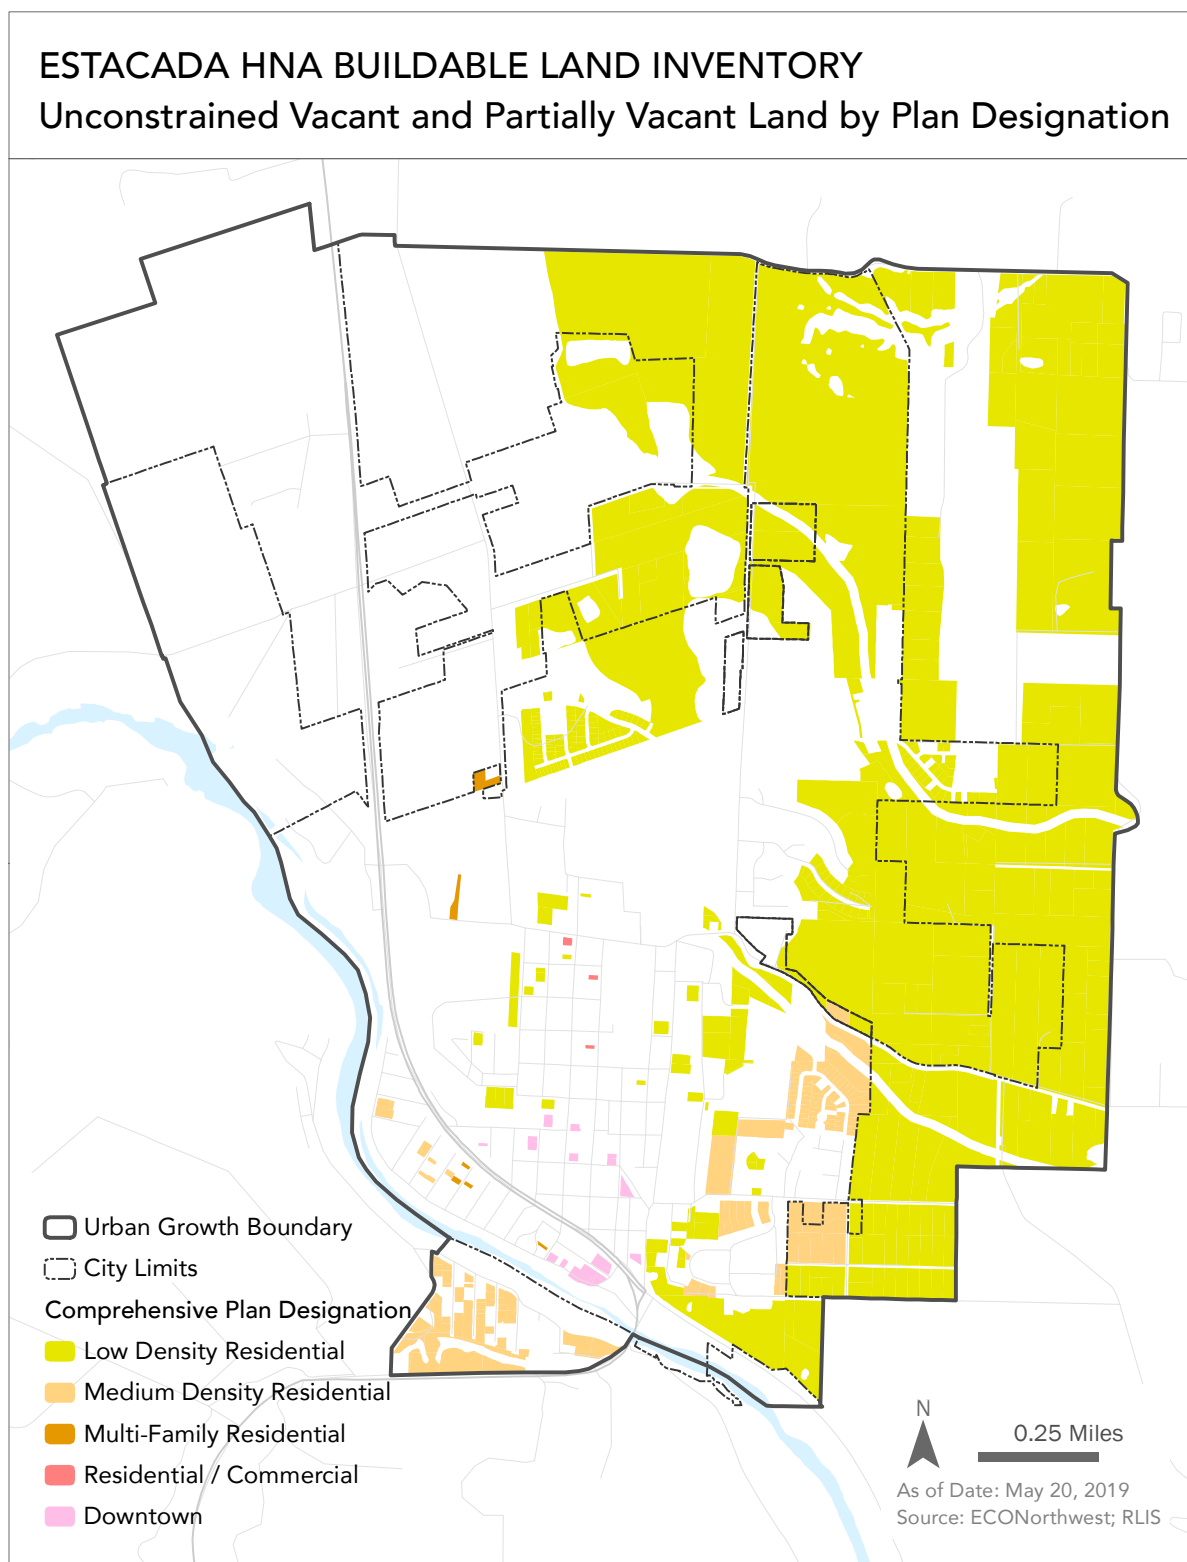 ESTACADA HNA BUILDABLE LAND INVENTORY
Unconstrained Vacant and Partially Vacant Land by Plan Designation
Urban Growth Boundary
City Limits
Comprehensive Plan Designation
Low Density Residential
Medium Density Residential
Multi-Family Residential
Residential / Commercial
Downtown
N
0.25 Miles
As of Date: May 20, 2019
Source: ECONorthwest; RLIS